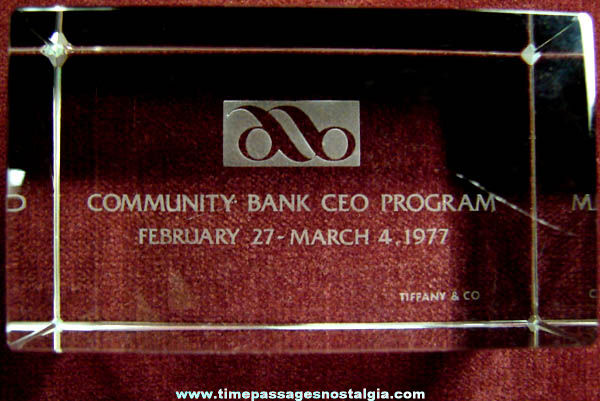 COMMUNITY BANK CEO PROGRAM
FEBRUARY 27 - MARCH 4, 1977
TIFFANY & CO
www.timepassagesnostalgia.com